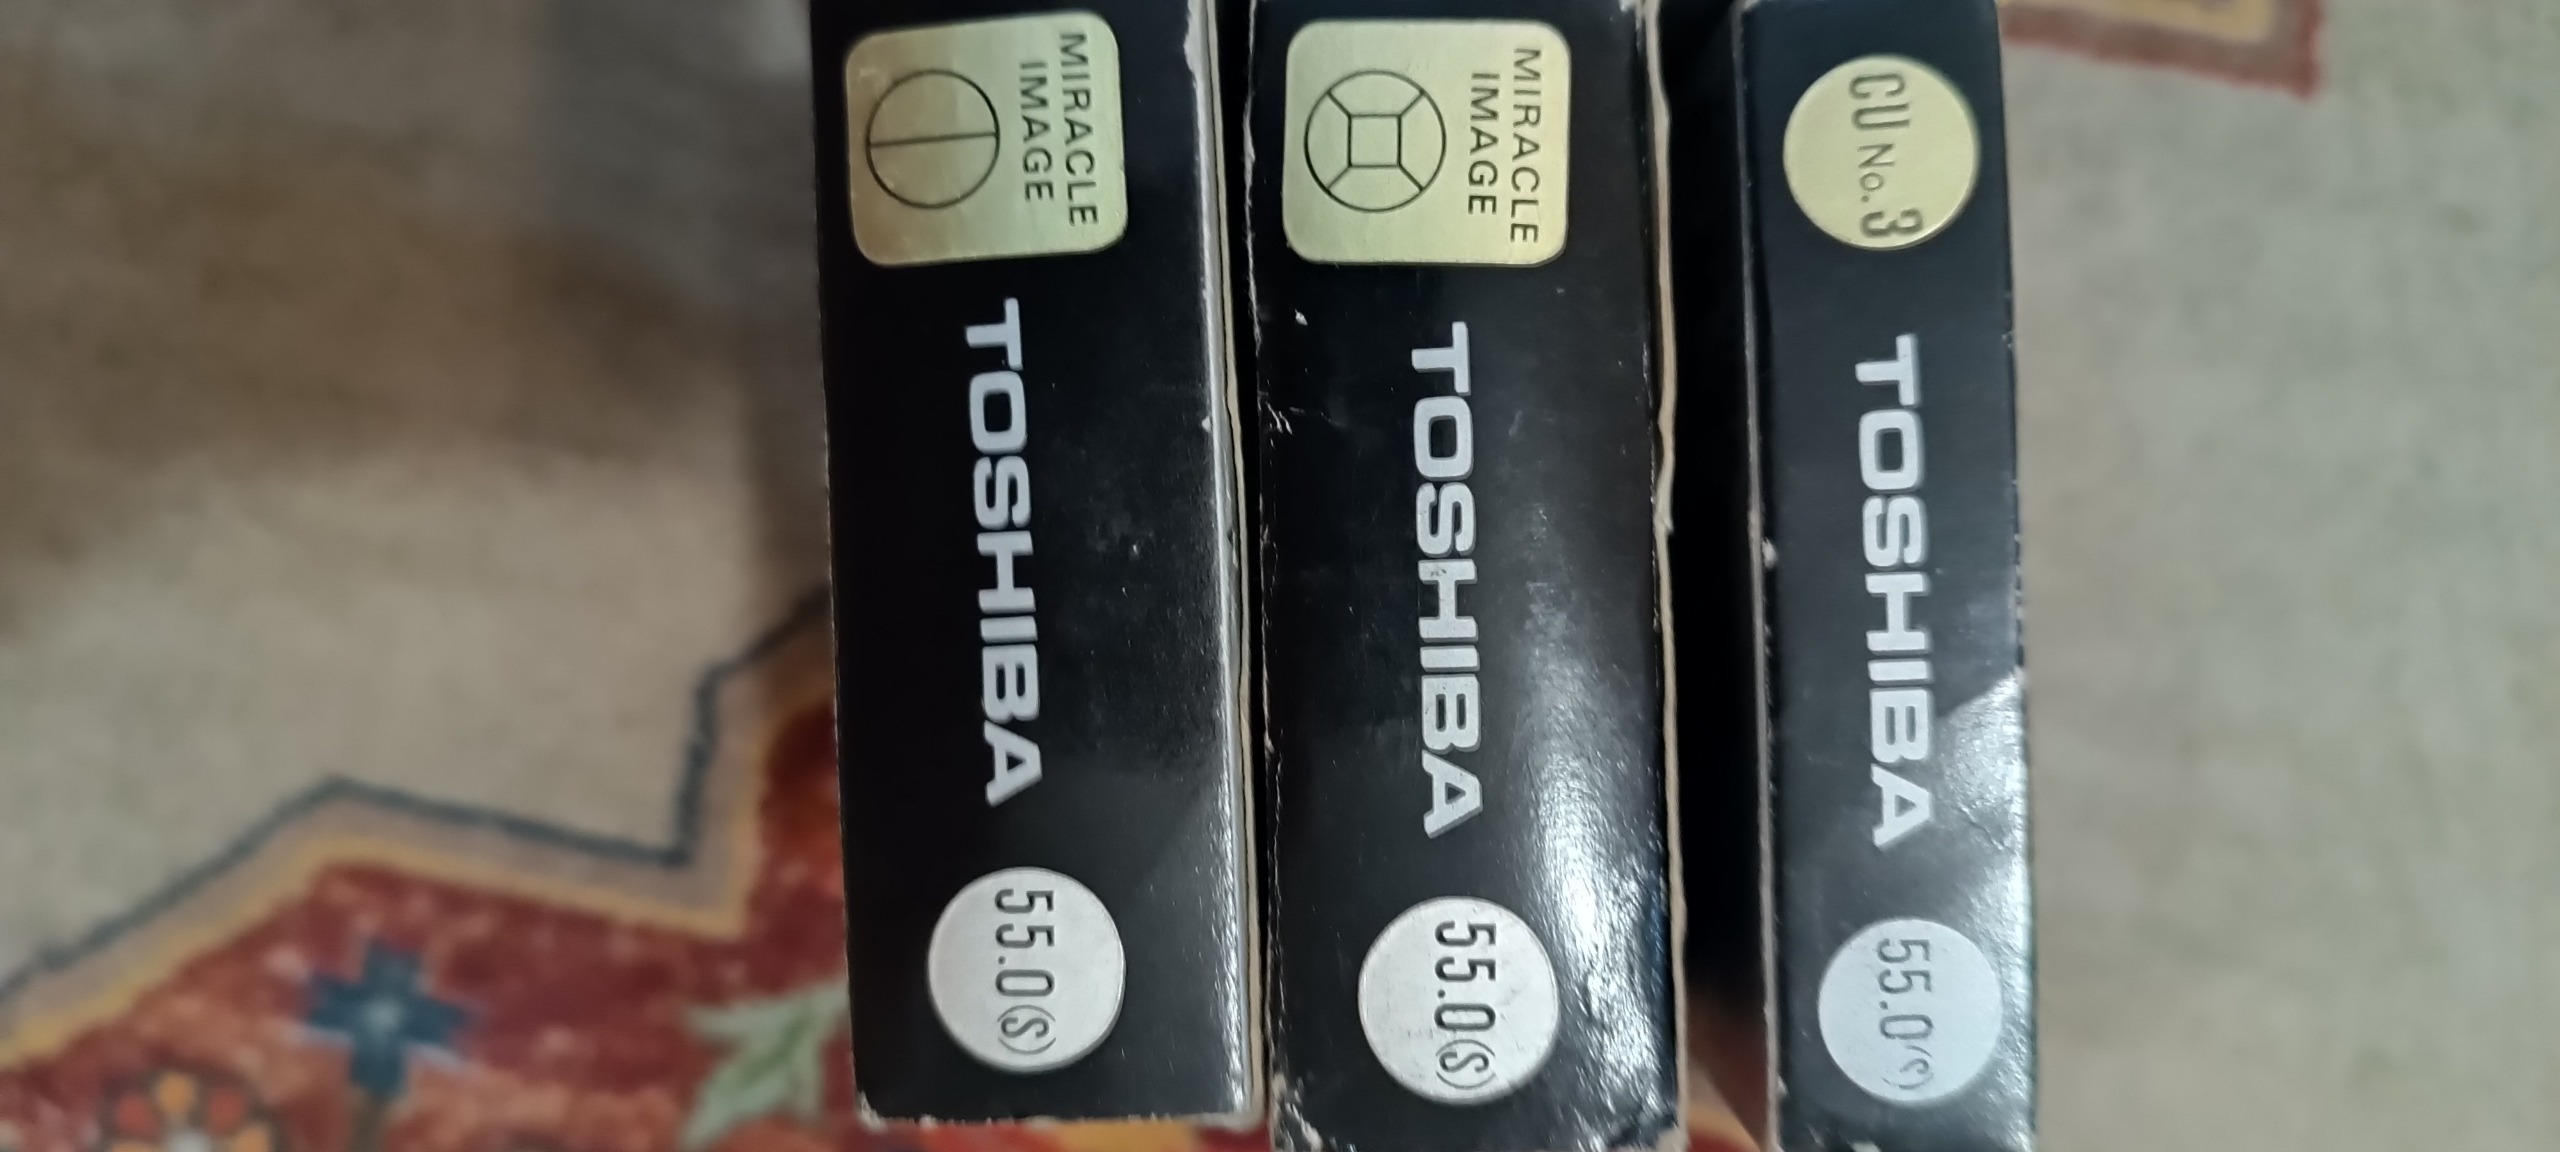 MIRACLE
IMAGE
TOSHIBA
55.0(S)
MIRACLE
IMAGE
TOSHIBA
55.0(S)
CU No.3
TOSHIBA
55.0(S)